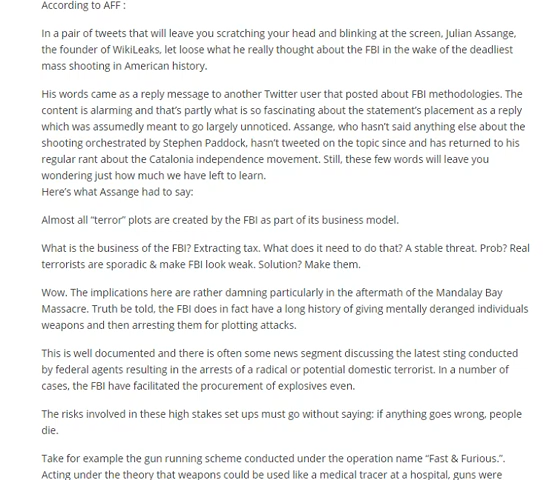 According to AFF :
In a pair of tweets that will leave you scratching your head and blinking at the screen, Julian Assange,
the founder of WikiLeaks, let loose what he really thought about the FBI in the wake of the deadliest
mass shooting in American history.
His words came as a reply message to another Twitter user that posted about FBI methodologies. The
content is alarming and that’s partly what is so fascinating about the statement’s placement as a reply
which was assumedly meant to go largely unnoticed. Assange, who hasn’t said anything else about the
shooting orchestrated by Stephen Paddock, hasn’t tweeted on the topic since and has returned to his
regular rant about the Catalonia independence movement. Still, these few words will leave you
wondering just how much we have left to learn.
Here’s what Assange had to say:
Almost all “terror” plots are created by the FBI as part of its business model.
What is the business of the FBI? Extracting tax. What does it need to do that? A stable threat. Prob? Real
terrorists are sporadic & make FBI look weak. Solution? Make them.
Wow. The implications here are rather damning particularly in the aftermath of the Mandalay Bay
Massacre. Truth be told, the FBI does in fact have a long history of giving mentally deranged individuals
weapons and then arresting them for plotting attacks.
This is well documented and there is often some news segment discussing the latest sting conducted
by federal agents resulting in the arrests of a radical or potential domestic terrorist. In a number of
cases, the FBI have facilitated the procurement of explosives even.
The risks involved in these high stakes set ups must go without saying: if anything goes wrong, people
die.
Take for example the gun running scheme conducted under the operation name “Fast & Furious.”.
Acting under the theory that weapons could be used like a medical tracer at a hospital, guns were